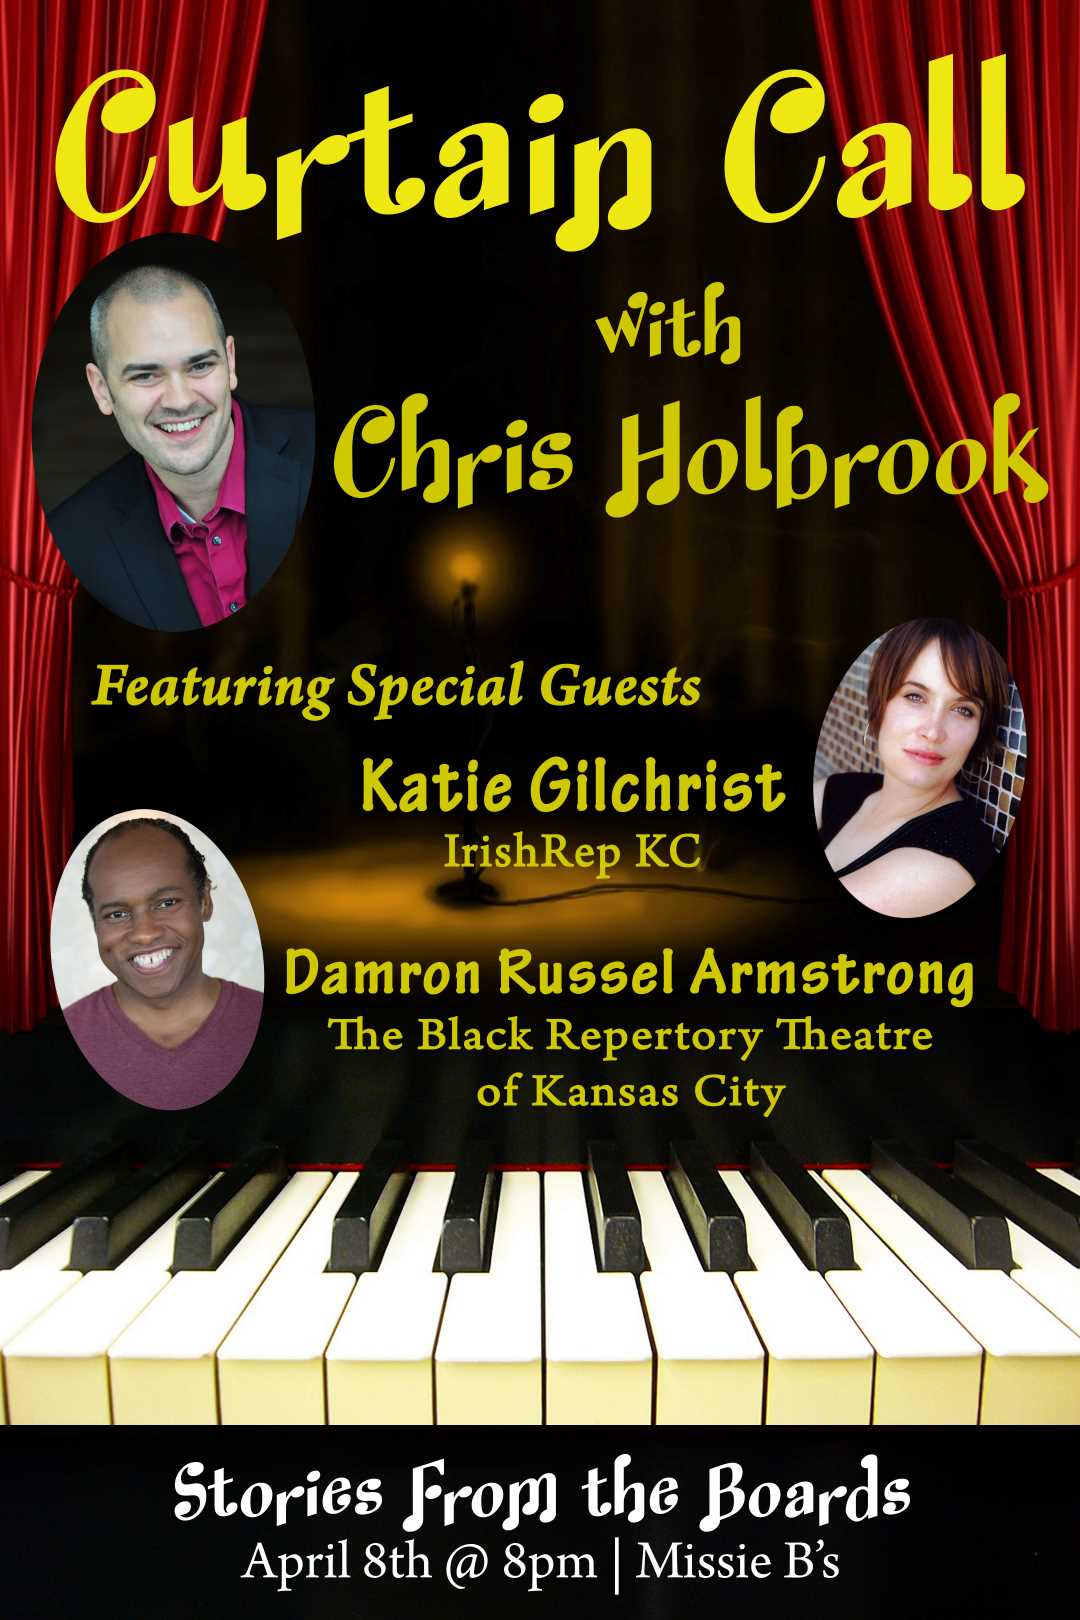 Curtain Call
with
Chris Holbrook
Featuring Special Guests
Katie Gilchrist
IrishRep KC
Damron Russel Armstrong
The Black Repertory Theatre
of Kansas City
Stories From the Boards
April 8th @ 8pm | Missie B's